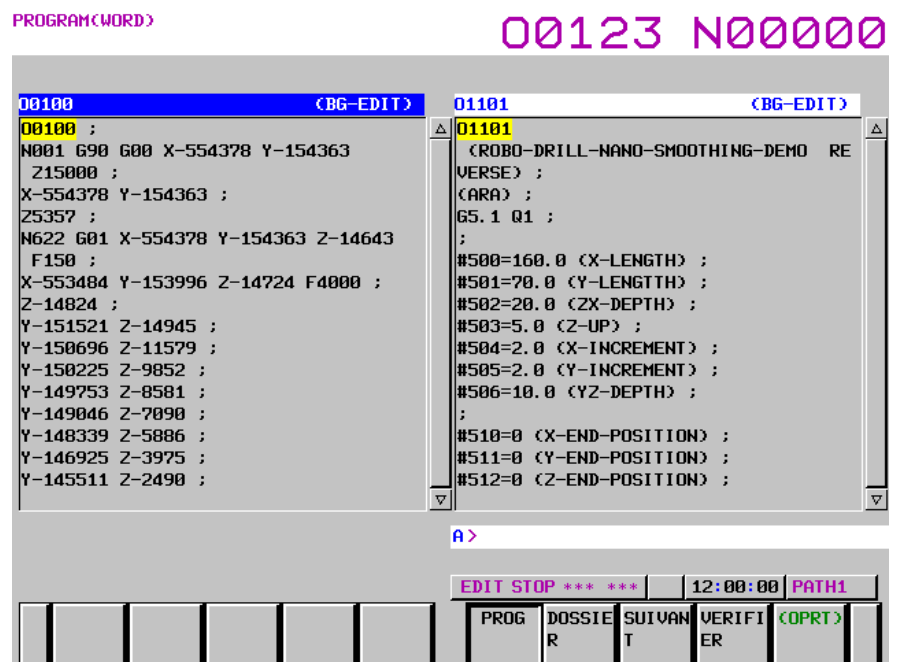 PROGRAM(WORD)
O0123 N00000
O0100 (BG-EDIT)
O0100 ;
N001 G90 G00 X-554378 Y-154363
Z15000 ;
X-554378 Y-154363 ;
Z5357 ;
N622 G01 X-554378 Y-154363 Z-14643
F150 ;
X-553484 Y-153996 Z-14724 F4000 ;
Z-14824 ;
Y-151521 Z-14945 ;
Y-150696 Z-11579 ;
Y-150225 Z-9852 ;
Y-149753 Z-8581 ;
Y-149046 Z-7090 ;
Y-148339 Z-5886 ;
Y-146925 Z-3975 ;
Y-145511 Z-2490 ;
O1101 (BG-EDIT)
O1101
(ROBO-DRILL-NANO-SMOOTHING-DEMO RE
VERSE) ;
(ARA) ;
G5.1 Q1 ;
;
#500=160.0 (X-LENGTH) ;
#501=70.0 (Y-LENGTTH) ;
#502=20.0 (ZX-DEPTH) ;
#503=5.0 (Z-UP) ;
#504=2.0 (X-INCREMENT) ;
#505=2.0 (Y-INCREMENT) ;
#506=10.0 (YZ-DEPTH) ;
;
#510=0 (X-END-POSITION) ;
#511=0 (Y-END-POSITION) ;
#512=0 (Z-END-POSITION) ;
A>
EDIT STOP *** *** 12:00:00 PATH1
PROG
DOSSIE
R
SUIVAN
T
VERIFI
ER
(OPRT)